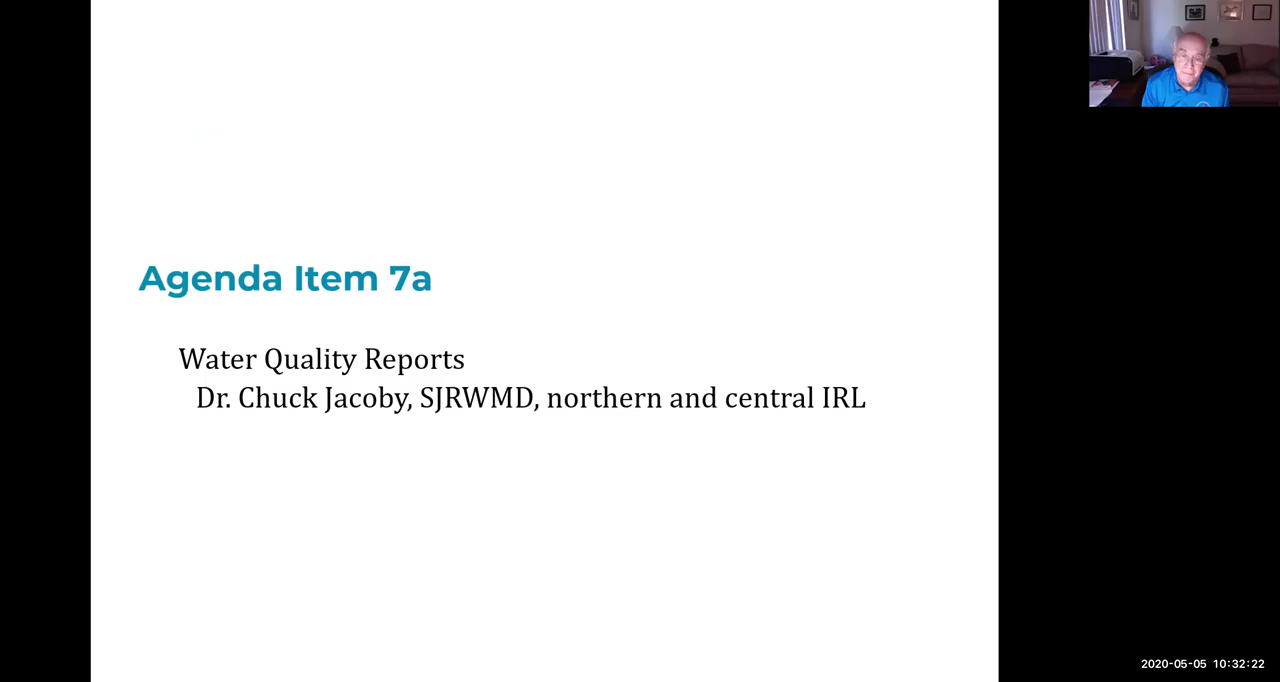 Agenda Item 7a
Water Quality Reports
Dr. Chuck Jacoby, SJRWMD, northern and central IRL
2020-05-05 10:32:22